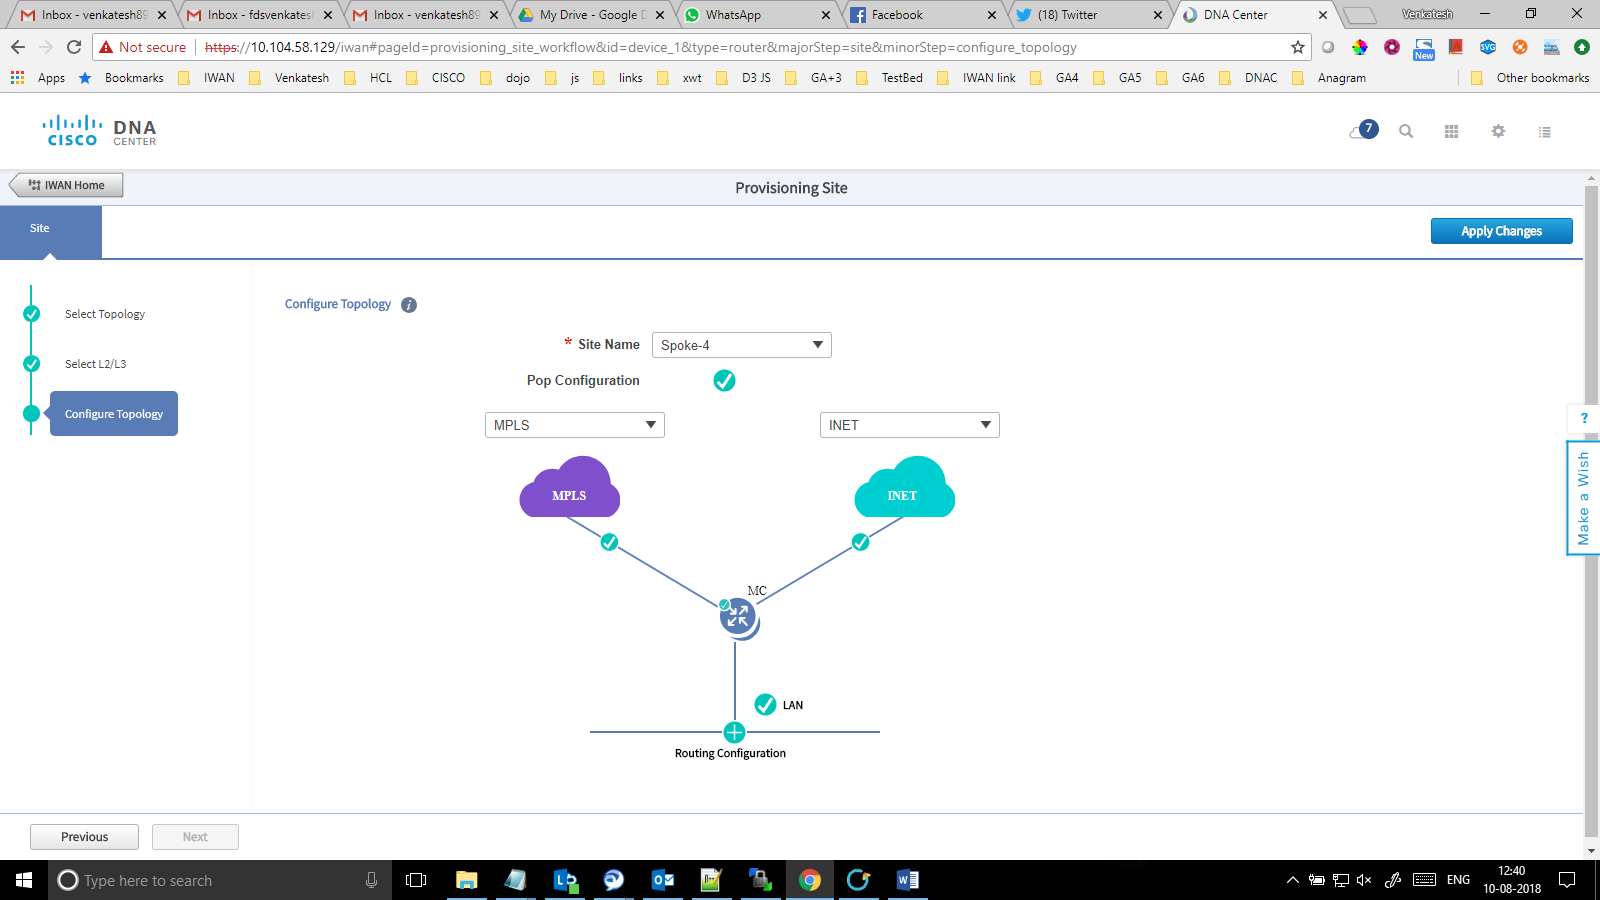 Inbox - venkatesh89
Inbox - fdsvenkatesh
Inbox - venkatesh89
My Drive - Google D
WhatsApp
Facebook
(18) Twitter
DNA Center
Venkatesh
Not secure
https://10.104.58.129/iwan#pageId=provisioning_site_workflow&id=device_1&type=router&majorStep=site&minorStep=configure_topology
SVG
New
Apps
Bookmarks
IWAN
Venkatesh
HCL
CISCO
dojo
js
links
xwt
D3 JS
GA+3
TestBed
IWAN link
GA4
GA5
GA6
DNAC
Anagram
Other bookmarks
CISCO
DNA
CENTER
7
IWAN Home
Provisioning Site
Site
Apply Changes
Select Topology
Select L2/L3
Configure Topology
Configure Topology i
* Site Name
Spoke-4
Pop Configuration
MPLS
INET
MPLS
INET
MC
LAN
Routing Configuration
?
Make a Wish
Previous
Next
Type here to search
ENG
12:40
10-08-2018